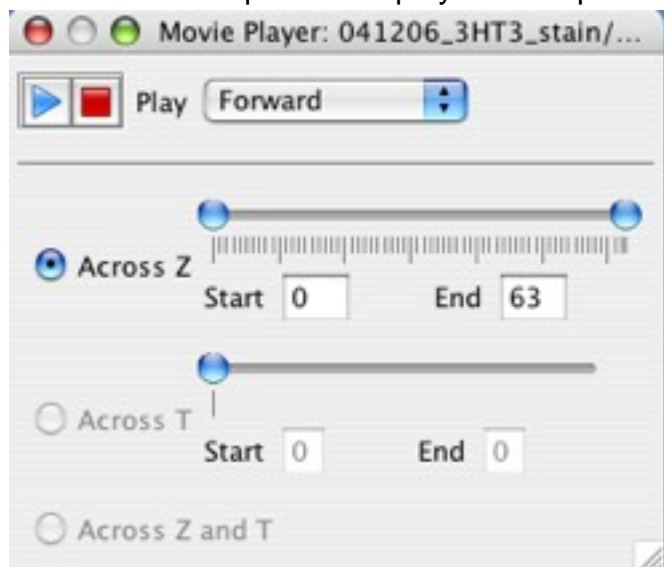 Movie Player: 041206_3HT3_stain/...
Play Forward
Across Z
Start 0 End 63
Across T
Start 0 End 0
Across Z and T